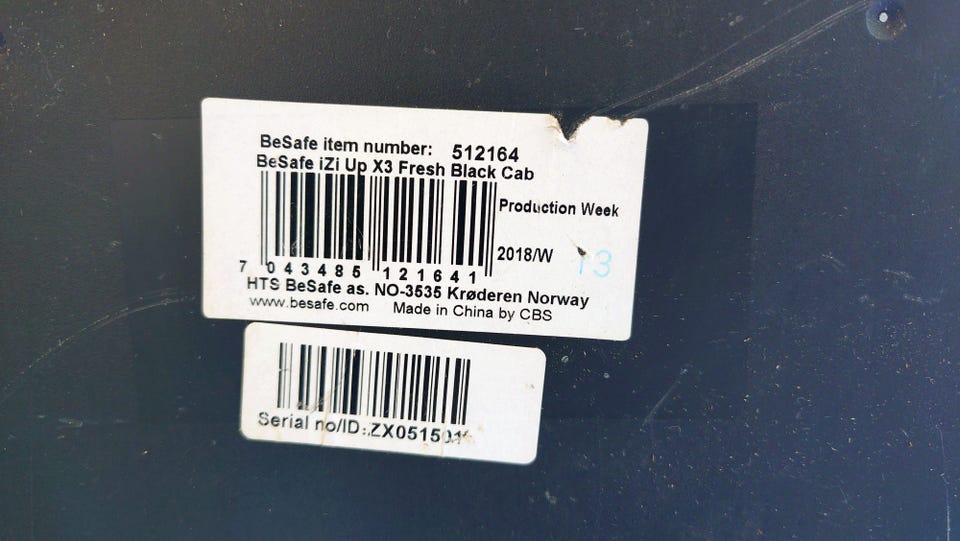 BeSafe item number: 512164
BeSafe iZi Up X3 Fresh Black Cab
Production Week
2018/W 13
7 043485 121641
HTS BeSafe as. NO-3535 Krøderen Norway
www.besafe.com Made in China by CBS
Serial no/ID: